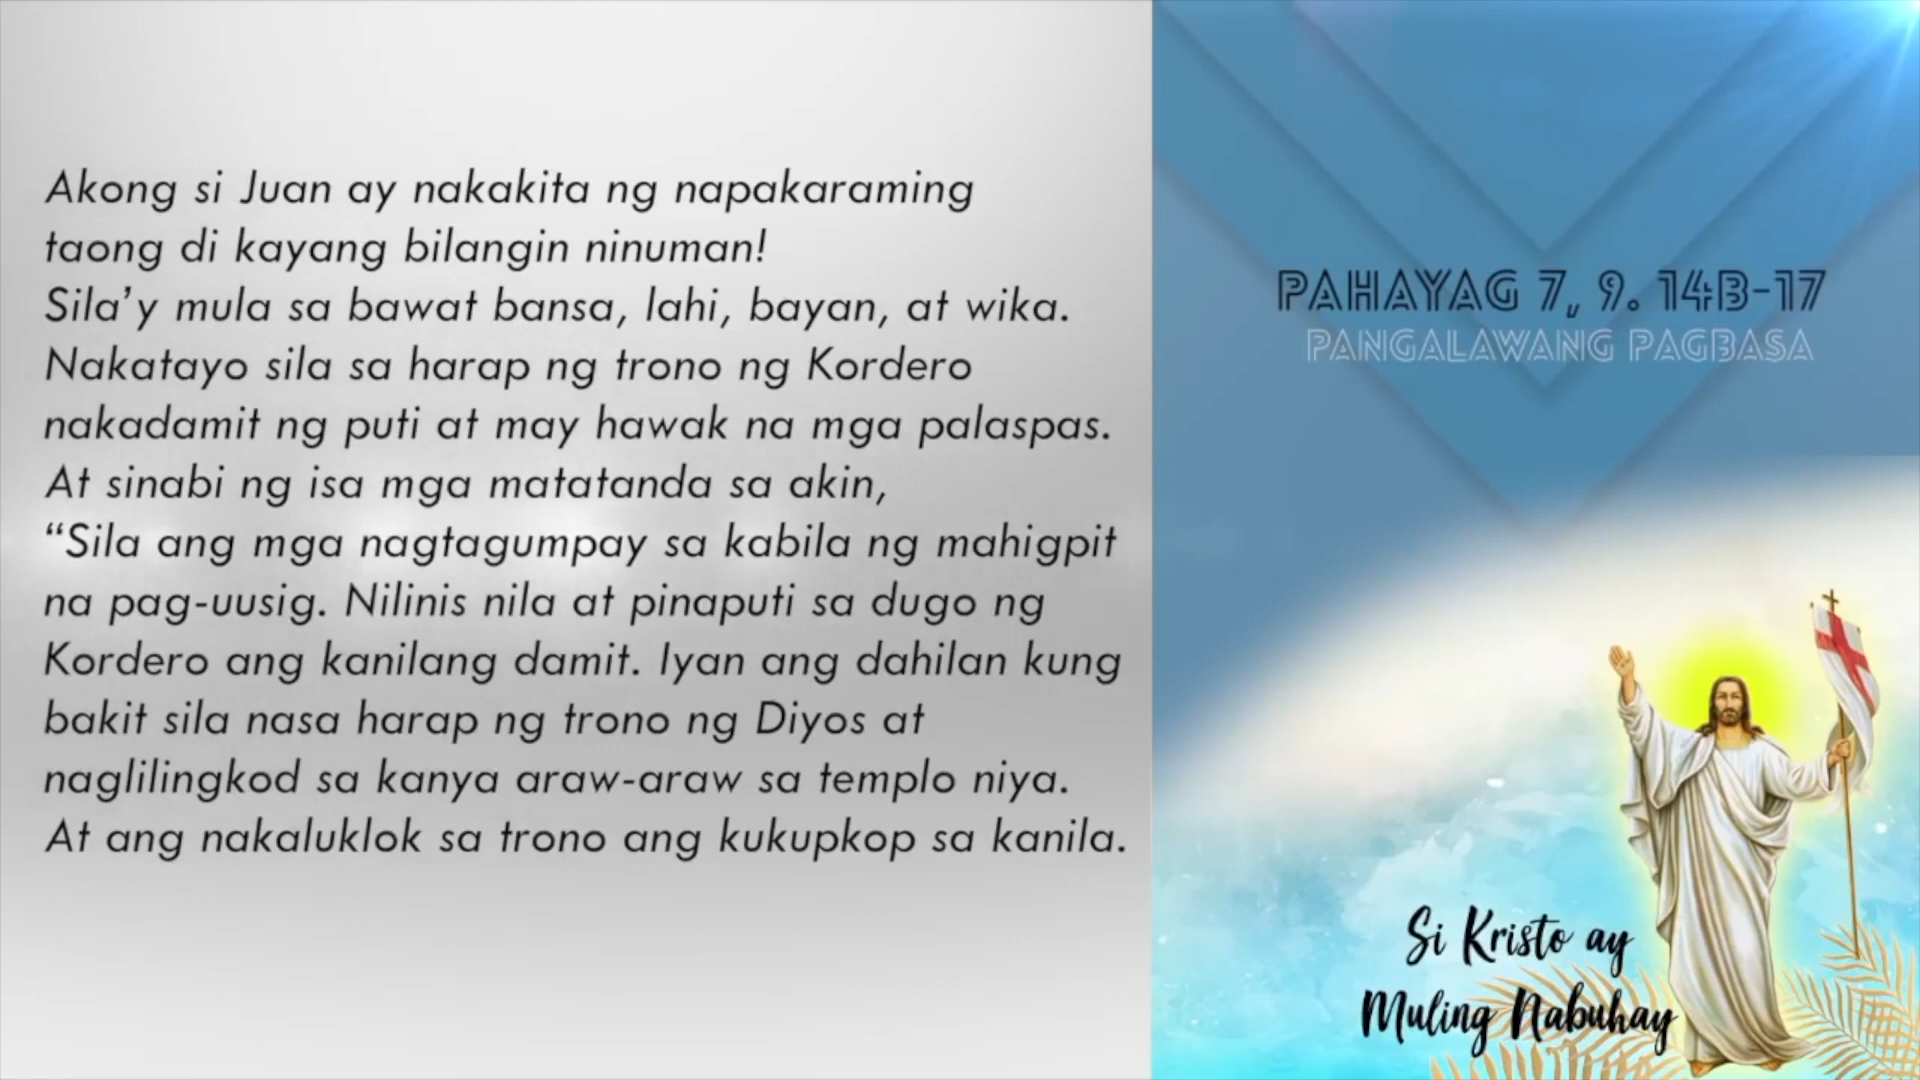 Akong si Juan ay nakakita ng napakaraming
taong di kayang bilangin ninuman!
Sila’y mula sa bawat bansa, lahi, bayan, at wika.
Nakatayo sila sa harap ng trono ng Kordero
nakadamit ng puti at may hawak na mga palaspas.
At sinabi ng isa mga matatanda sa akin,
“Sila ang mga nagtagumpay sa kabila ng mahigpit
na pag-uusig. Nilinis nila at pinaputi sa dugo ng
Kordero ang kanilang damit. Iyan ang dahilan kung
bakit sila nasa harap ng trono ng Diyos at
naglilingkod sa kanya araw-araw sa templo niya.
At ang nakaluklok sa trono ang kukupkop sa kanila.
PAHAYAG 7, 9. 14B-17
PANGALAWANG PAGBASA
Si Kristo ay
Muling Nabuhay